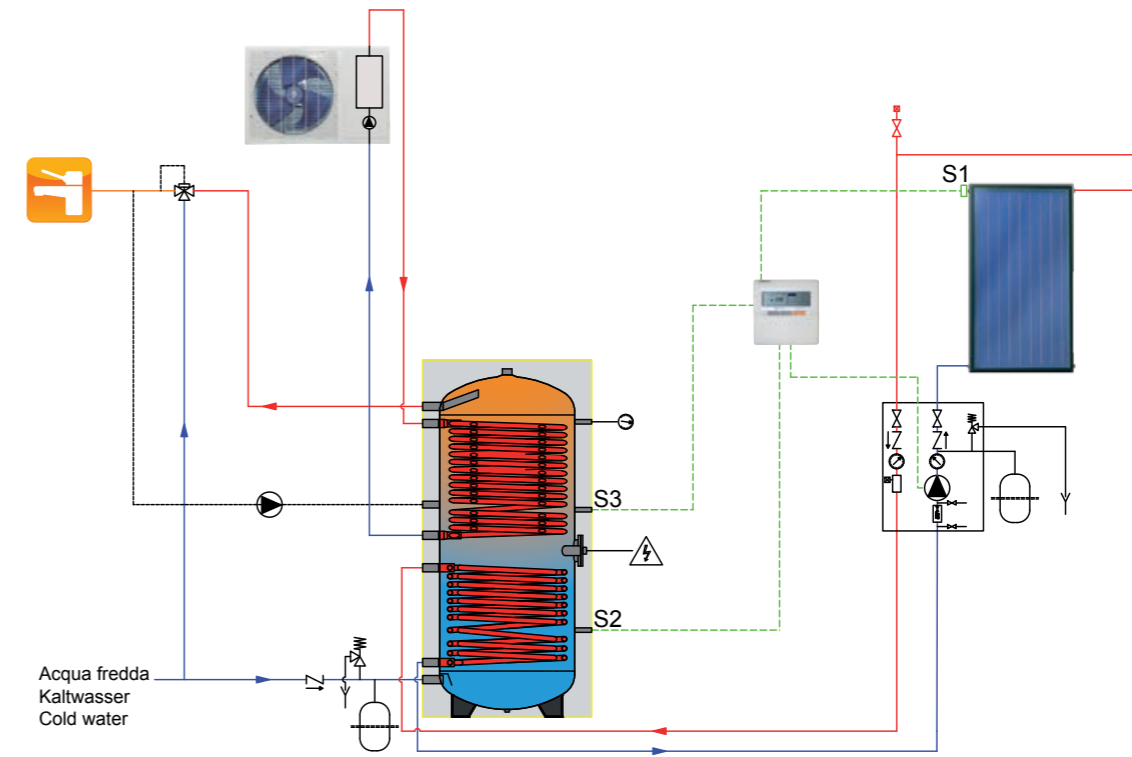 S1
S3
S2
Acqua fredda
Kaltwasser
Cold water